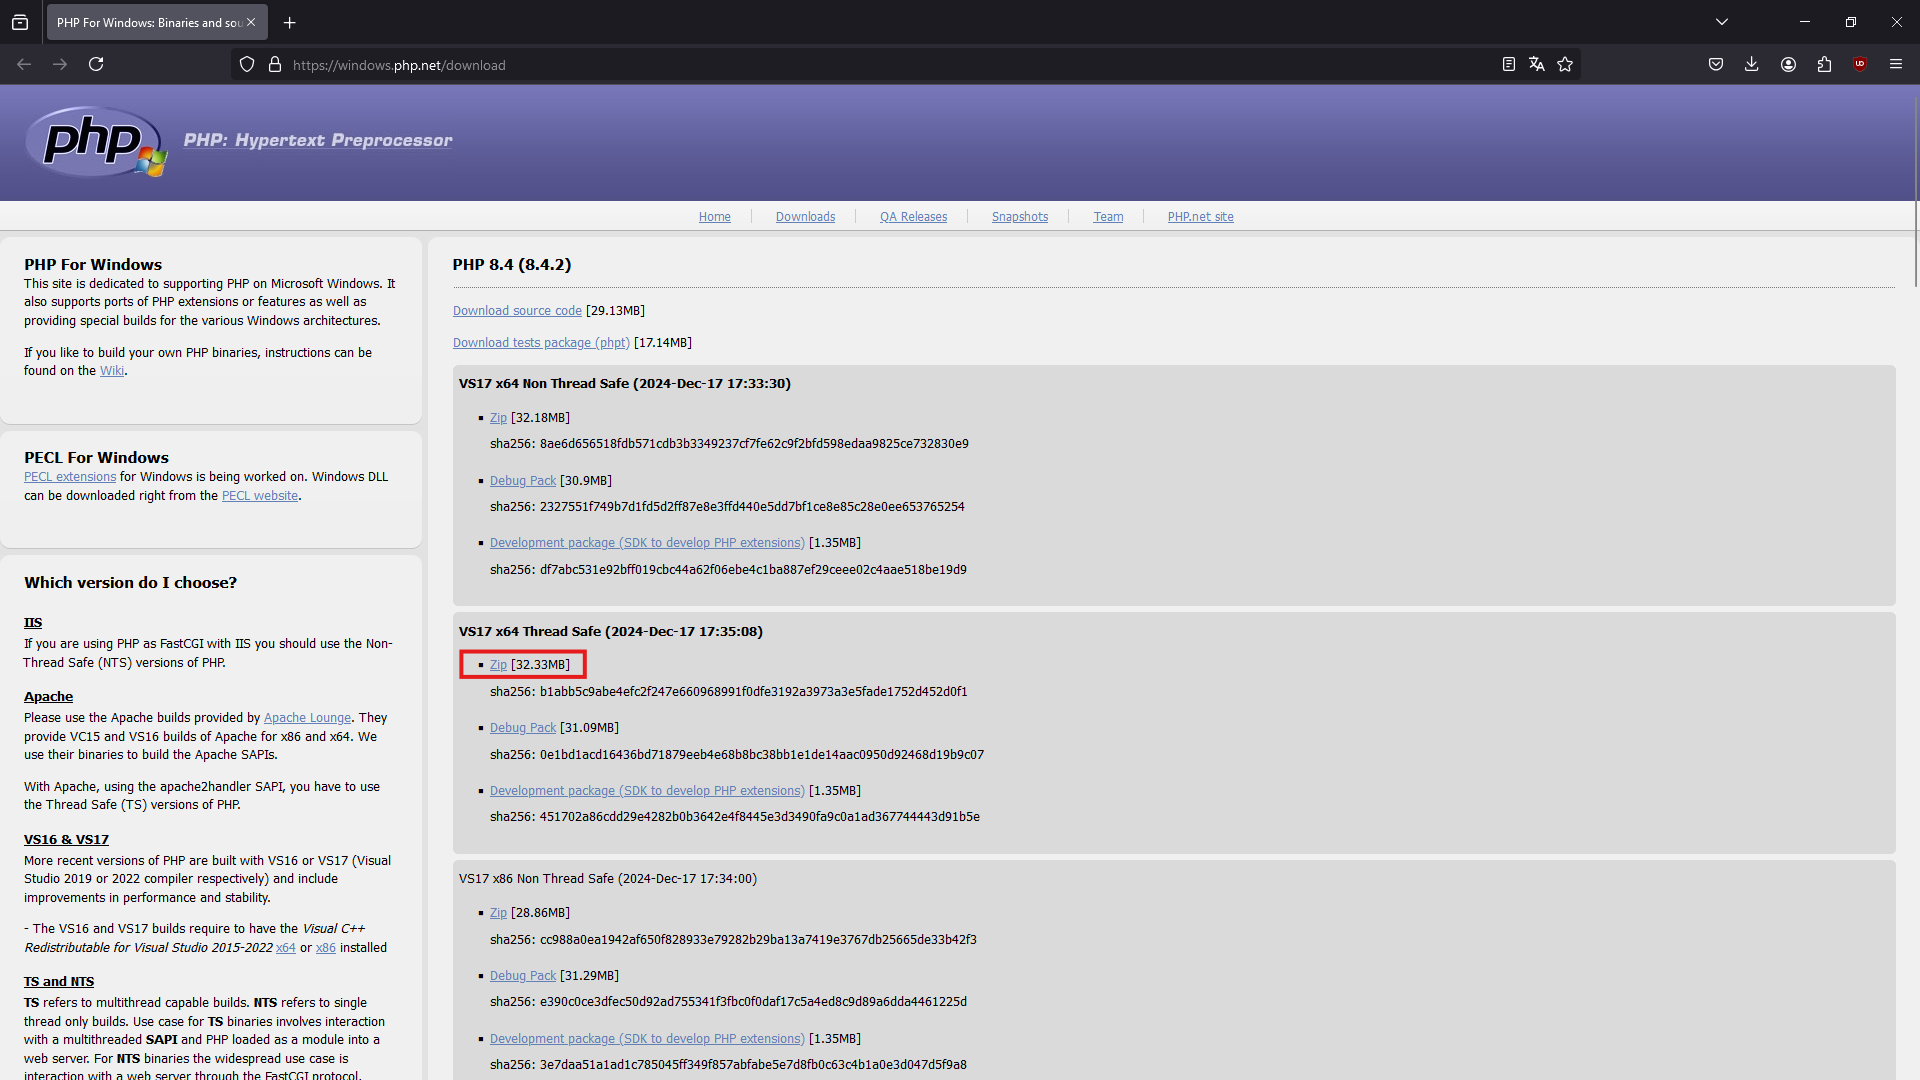 PHP For Windows: Binaries and sou
https://windows.php.net/download
UD
php
PHP: Hypertext Preprocessor
Home
Downloads
QA Releases
Snapshots
Team
PHP.net site
PHP For Windows
This site is dedicated to supporting PHP on Microsoft Windows. It
also supports ports of PHP extensions or features as well as
providing special builds for the various Windows architectures.
If you like to build your own PHP binaries, instructions can be
found on the Wiki.
PECL For Windows
PECL extensions for Windows is being worked on. Windows DLL
can be downloaded right from the PECL website.
Which version do I choose?
IIS
If you are using PHP as FastCGI with IIS you should use the Non-
Thread Safe (NTS) versions of PHP.
Apache
Please use the Apache builds provided by Apache Lounge. They
provide VC15 and VS16 builds of Apache for x86 and x64. We
use their binaries to build the Apache SAPIs.
With Apache, using the apache2handler SAPI, you have to use
the Thread Safe (TS) versions of PHP.
VS16 & VS17
More recent versions of PHP are built with VS16 or VS17 (Visual
Studio 2019 or 2022 compiler respectively) and include
improvements in performance and stability.
- The VS16 and VS17 builds require to have the Visual C++
Redistributable for Visual Studio 2015-2022 x64 or x86 installed
TS and NTS
TS refers to multithread capable builds. NTS refers to single
thread only builds. Use case for TS binaries involves interaction
with a multithreaded SAPI and PHP loaded as a module into a
web server. For NTS binaries the widespread use case is
interaction with a web server through the FastCGI protocol,
PHP 8.4 (8.4.2)
Download source code [29.13MB]
Download tests package (phpt) [17.14MB]
VS17 x64 Non Thread Safe (2024-Dec-17 17:33:30)
Zip [32.18MB]
sha256: 8ae6d656518fdb571cdb3b3349237cf7fe62c9f2bfd598edaa9825ce732830e9
Debug Pack [30.9MB]
sha256: 2327551f749b7d1fd5d2ff87e8e3ffd440e5dd7bf1ce8e85c28e0ee653765254
Development package (SDK to develop PHP extensions) [1.35MB]
sha256: df7abc531e92bff019cbc44a62f06ebe4c1ba887ef29ceee02c4aae518be19d9
VS17 x64 Thread Safe (2024-Dec-17 17:35:08)
Zip [32.33MB]
sha256: b1abb5c9abe4efc2f247e660968991f0dfe3192a3973a3e5fade1752d452d0f1
Debug Pack [31.09MB]
sha256: 0e1bd1acd16436bd71879eeb4e68b8bc38bb1e1de14aac0950d92468d19b9c07
Development package (SDK to develop PHP extensions) [1.35MB]
sha256: 451702a86cdd29e4282b0b3642e4f8445e3d3490fa9c0a1ad367744443d91b5e
VS17 x86 Non Thread Safe (2024-Dec-17 17:34:00)
Zip [28.86MB]
sha256: cc988a0ea1942af650f828933e79282b29ba13a7419e3767db25665de33b42f3
Debug Pack [31.29MB]
sha256: e390c0ce3dfec50d92ad755341f3fbc0f0daf17c5a4ed8c9d89a6dda4461225d
Development package (SDK to develop PHP extensions) [1.35MB]
sha256: 3e7daa51a1ad1c785045ff349f857abfabe5e7d8fb0c63c4b1a0e3d047d5f9a8